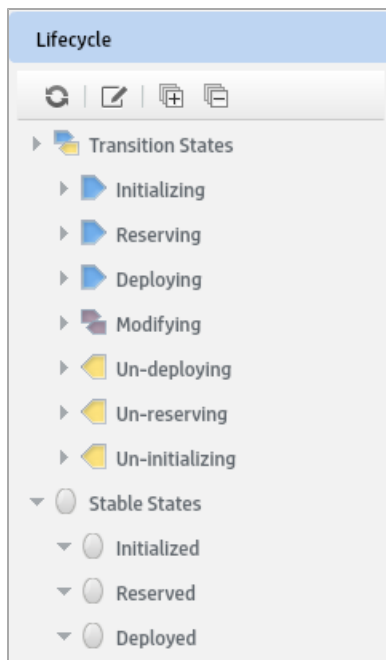 Lifecycle
Transition States
Initializing
Reserving
Deploying
Modifying
Un-deploying
Un-reserving
Un-initializing
Stable States
Initialized
Reserved
Deployed